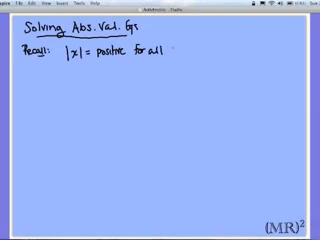 Solving Abs. Val. Eqs
Recall: |x| = positive for all
(MR)²